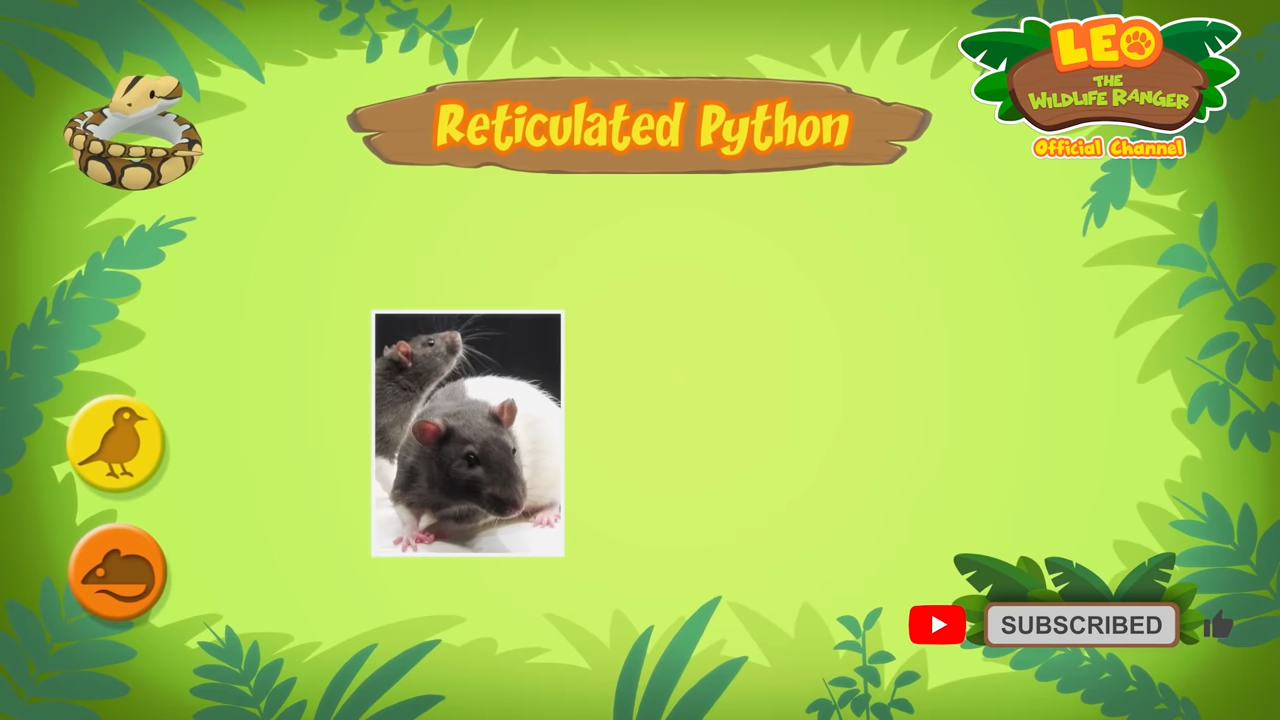 Reticulated Python
LEO
THE
WILDLIFE RANGER
Official Channel
SUBSCRIBED